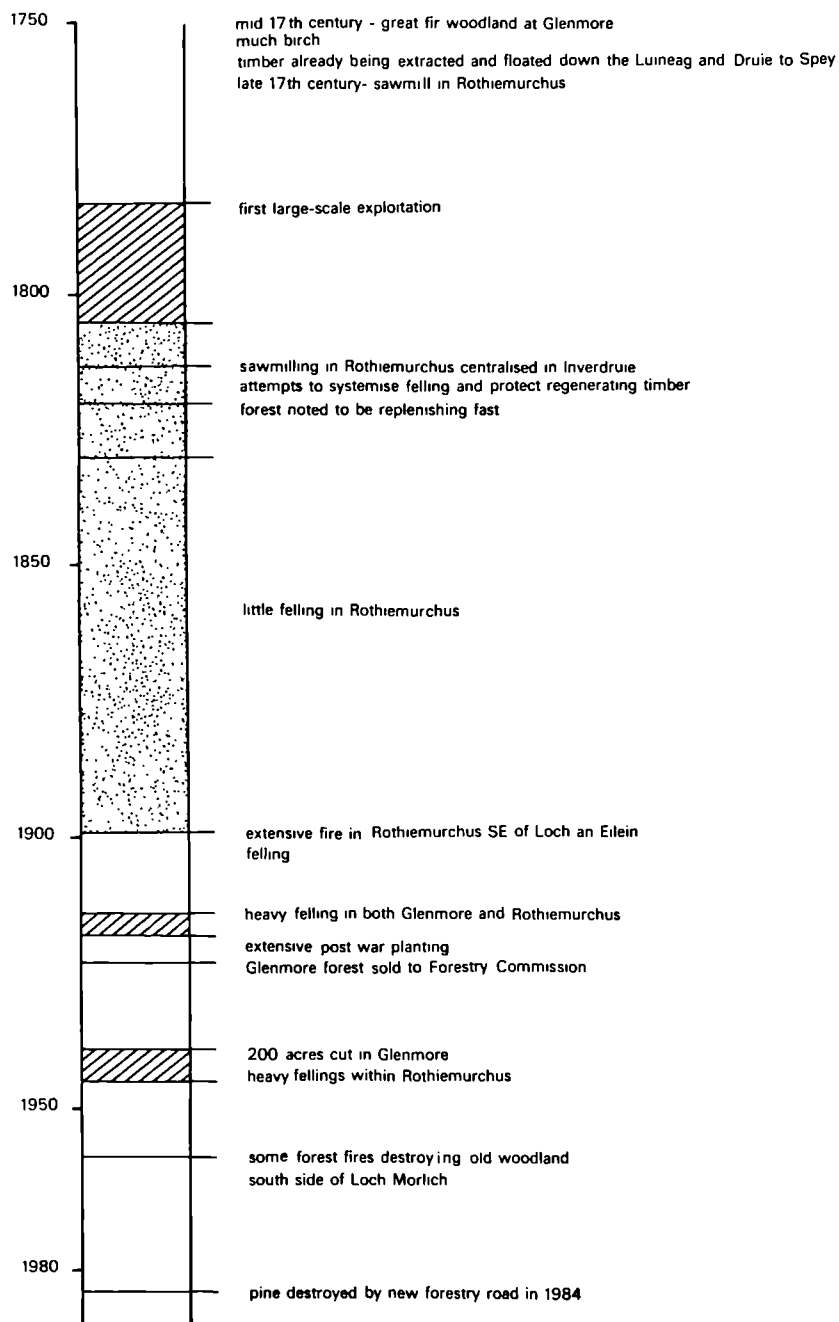 1750
mid 17th century - great fir woodland at Glenmore
much birch
timber already being extracted and floated down the Luineag and Druie to Spey
late 17th century- sawmill in Rothiemurchus
first large-scale exploitation
1800
sawmilling in Rothiemurchus centralised in Inverdruie
attempts to systemise felling and protect regenerating timber
forest noted to be replenishing fast
1850
little felling in Rothiemurchus
1900
extensive fire in Rothiemurchus SE of Loch an Eilein
felling
heavy felling in both Glenmore and Rothiemurchus
extensive post war planting
Glenmore forest sold to Forestry Commission
200 acres cut in Glenmore
heavy fellings within Rothiemurchus
1950
some forest fires destroying old woodland
south side of Loch Morlich
1980
pine destroyed by new forestry road in 1984